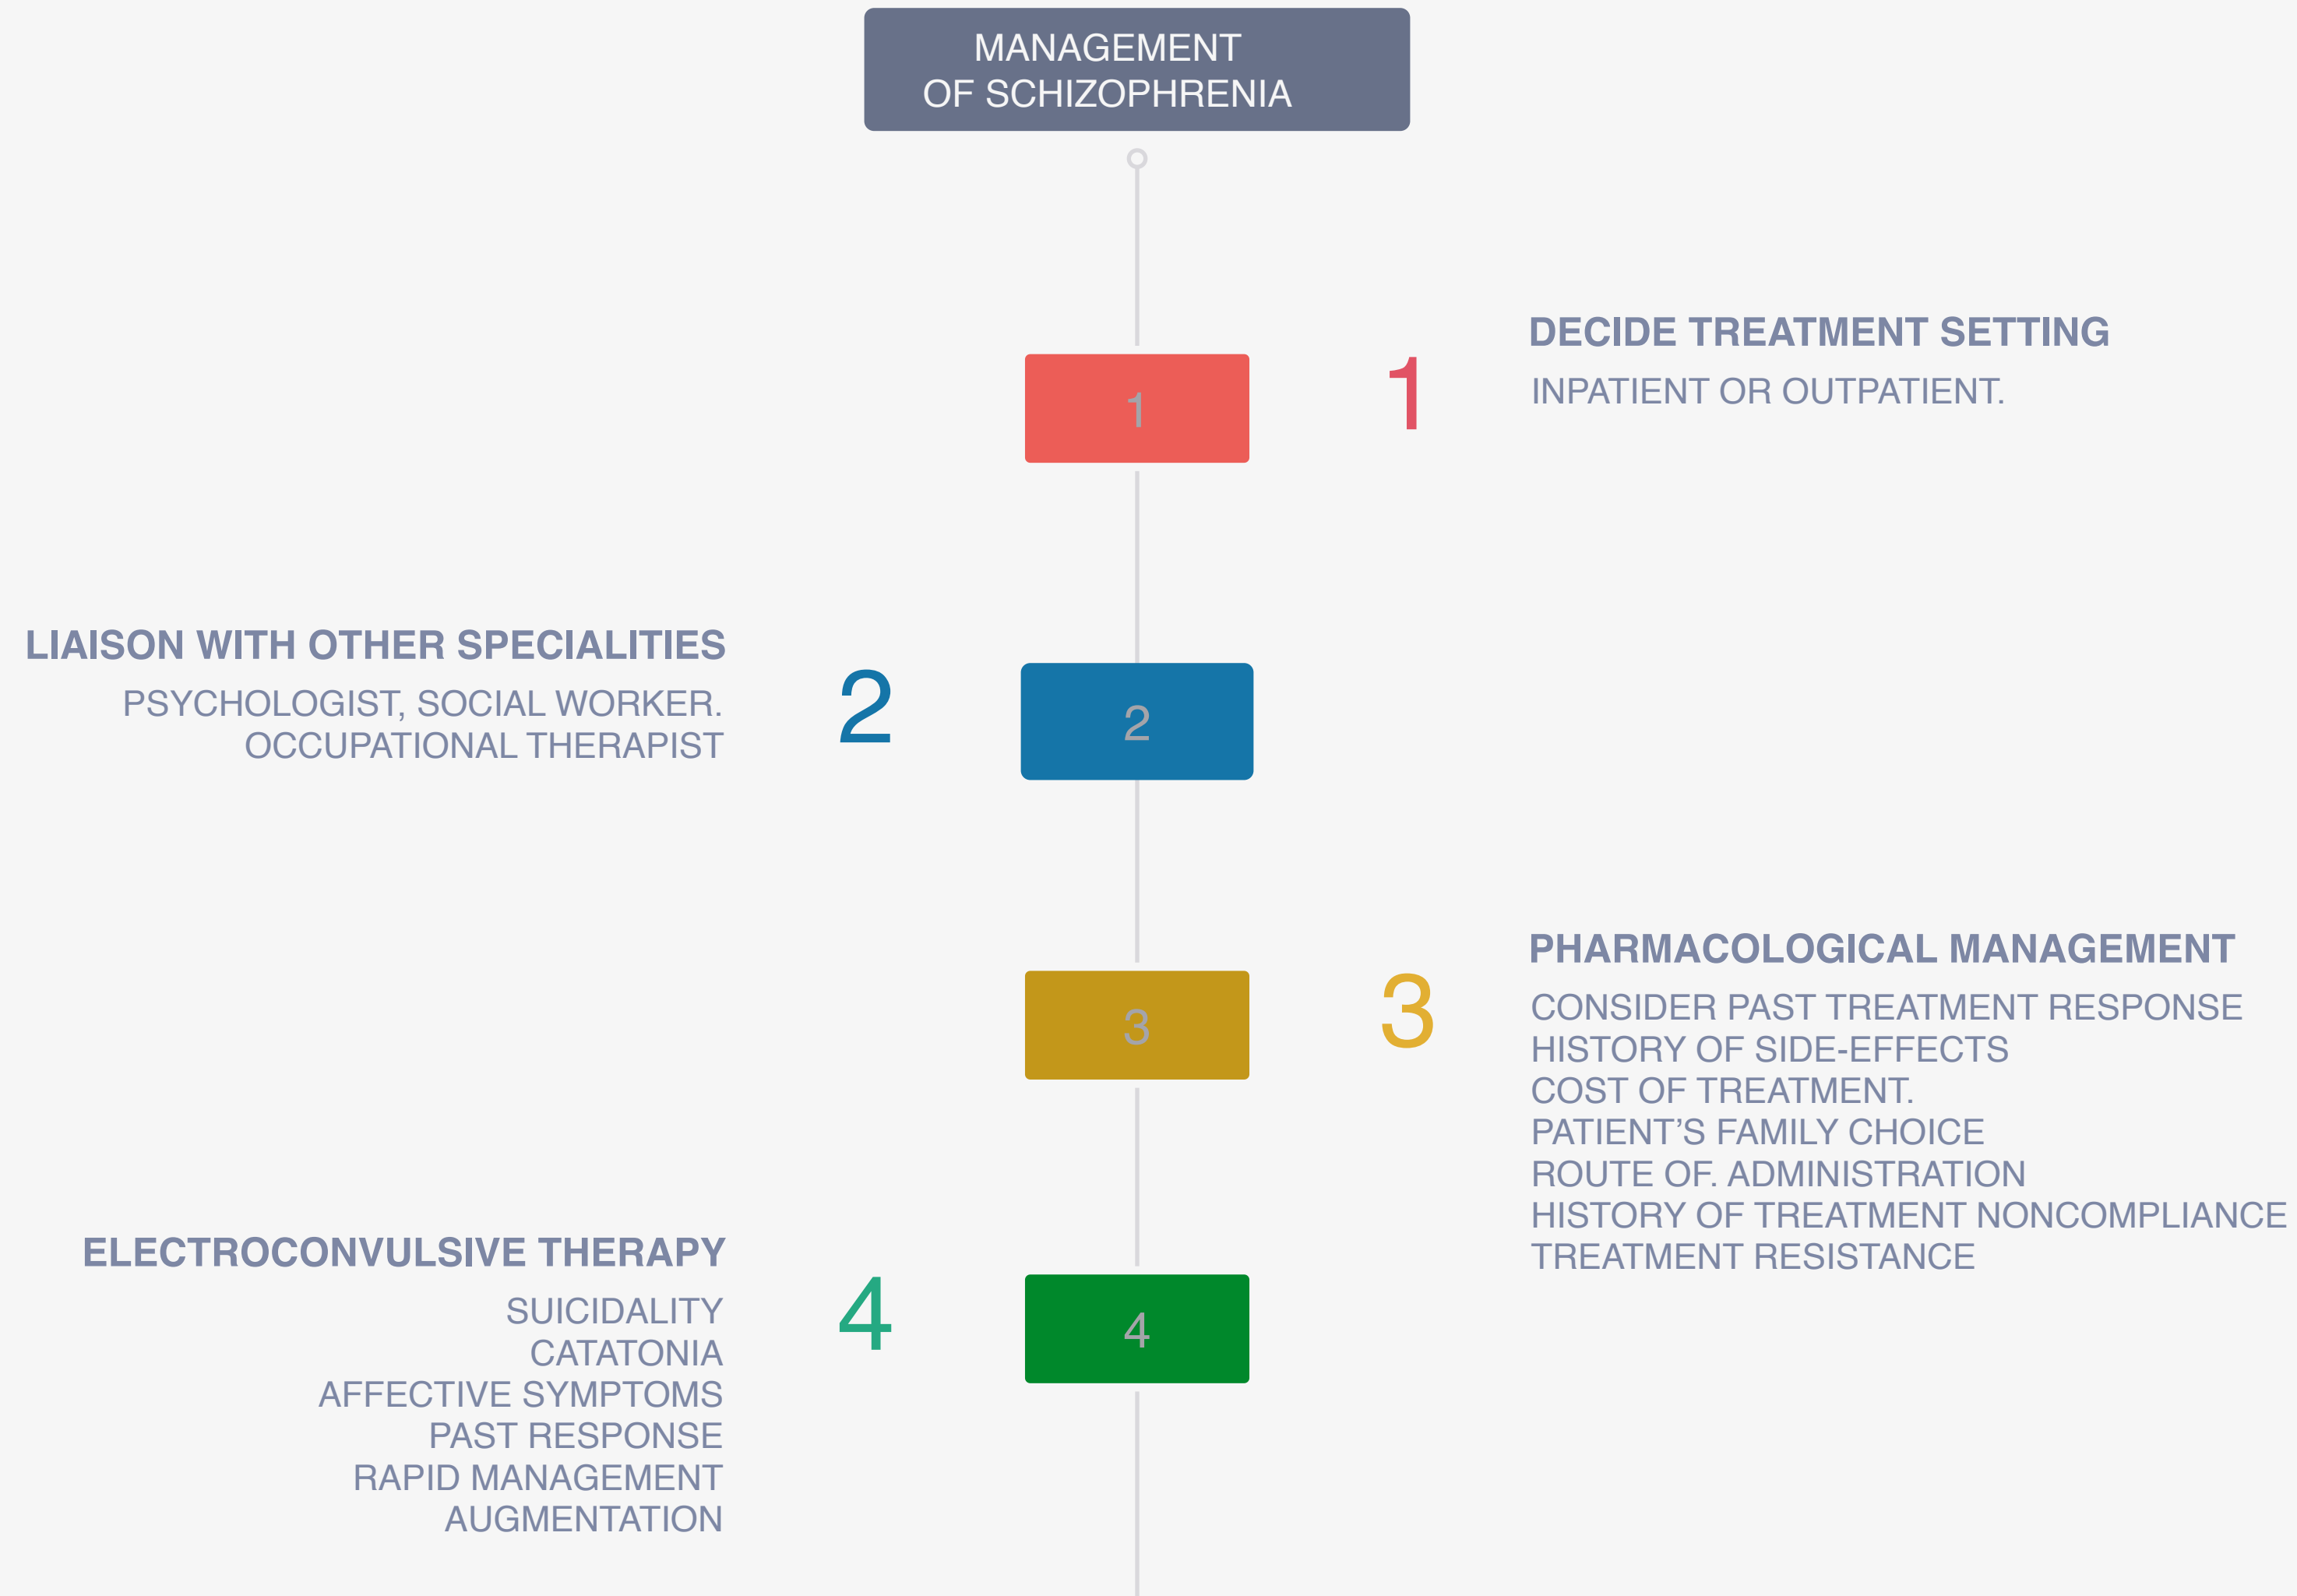 MANAGEMENT
OF SCHIZOPHRENIA
DECIDE TREATMENT SETTING
1
1
INPATIENT OR OUTPATIENT.
LIAISON WITH OTHER SPECIALITIES
2
2
PSYCHOLOGIST, SOCIAL WORKER.
OCCUPATIONAL THERAPIST
PHARMACOLOGICAL MANAGEMENT
3
3
CONSIDER PAST TREATMENT RESPONSE
HISTORY OF SIDE-EFFECTS
COST OF TREATMENT.
PATIENT’S FAMILY CHOICE
ROUTE OF. ADMINISTRATION
HISTORY OF TREATMENT NONCOMPLIANCE
TREATMENT RESISTANCE
ELECTROCONVULSIVE THERAPY
4
4
SUICIDALITY
CATATONIA
AFFECTIVE SYMPTOMS
PAST RESPONSE
RAPID MANAGEMENT
AUGMENTATION